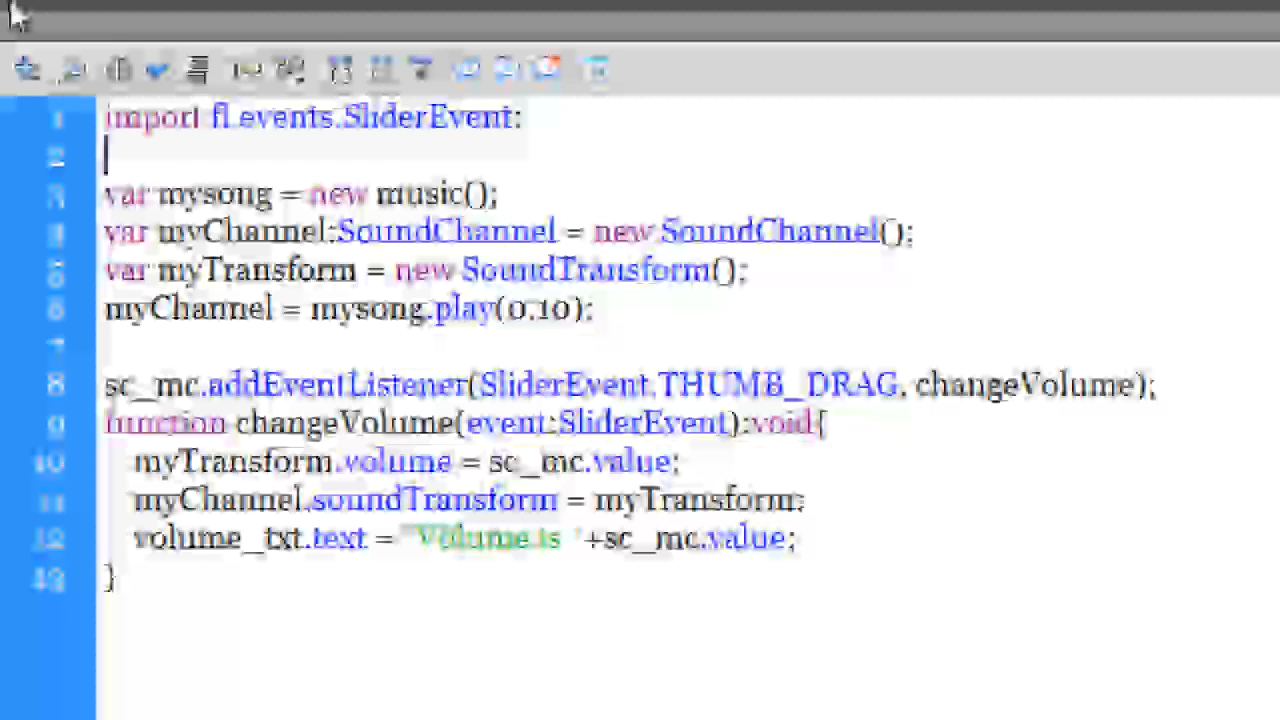 1 import fl.events.SliderEvent;
2
3 var mysong = new music();
4 var myChannel:SoundChannel = new SoundChannel();
5 var myTransform = new SoundTransform();
6 myChannel = mysong.play(0,10);
7
8 sc_mc.addEventListener(SliderEvent.THUMB_DRAG, changeVolume);
9 function changeVolume(event:SliderEvent):void{
10 myTransform.volume = sc_mc.value;
11 myChannel.soundTransform = myTransform;
12 volume_txt.text = "Volume is "+sc_mc.value;
13 }